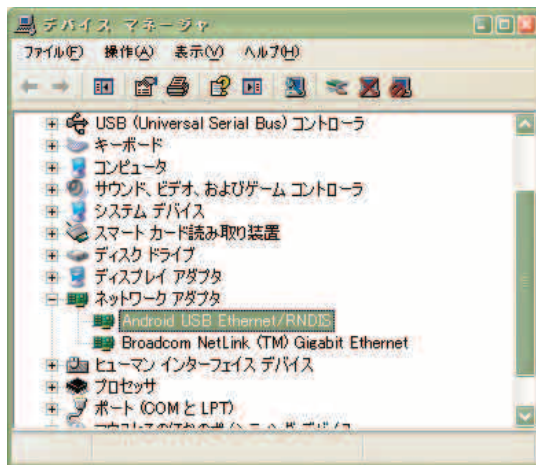 デバイス マネージャ
ファイル(F) 操作(A) 表示(V) ヘルプ(H)
USB (Universal Serial Bus) コントローラ
キーボード
コンピュータ
サウンド、ビデオ、およびゲーム コントローラ
システム デバイス
スマート カード読み取り装置
ディスク ドライブ
ディスプレイ アダプタ
ネットワーク アダプタ
Android USB Ethernet/RNDIS
Broadcom NetLink (TM) Gigabit Ethernet
ヒューマン インターフェイス デバイス
プロセッサ
ポート (COM と LPT)